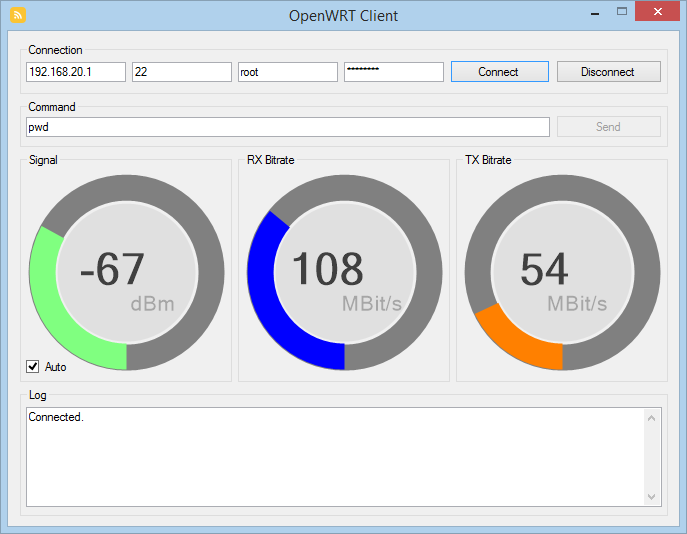 OpenWRT Client
Connection
192.168.20.1 22 root ******** Connect Disconnect
Command
pwd Send
Signal RX Bitrate TX Bitrate
-67 108 54
dBm MBit/s MBit/s
Auto
Log
Connected.